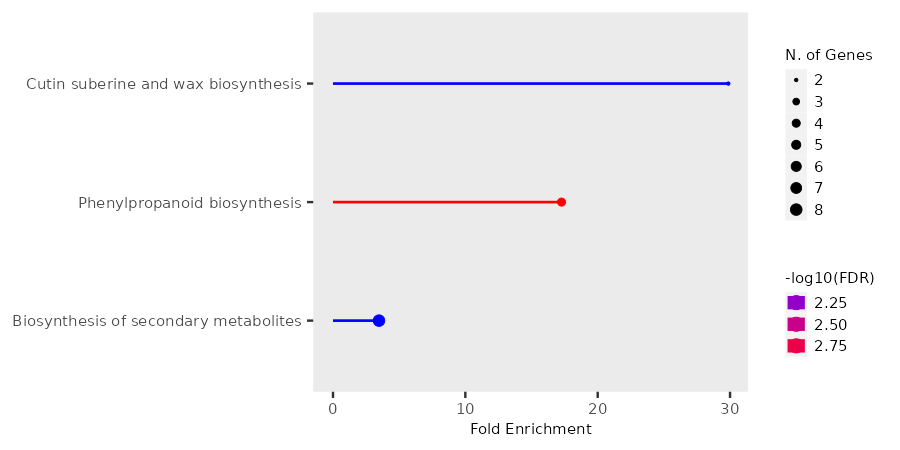 Cutin suberine and wax biosynthesis
Phenylpropanoid biosynthesis
Biosynthesis of secondary metabolites
0 10 20 30
Fold Enrichment
N. of Genes
2
3
4
5
6
7
8
-log10(FDR)
2.25
2.50
2.75